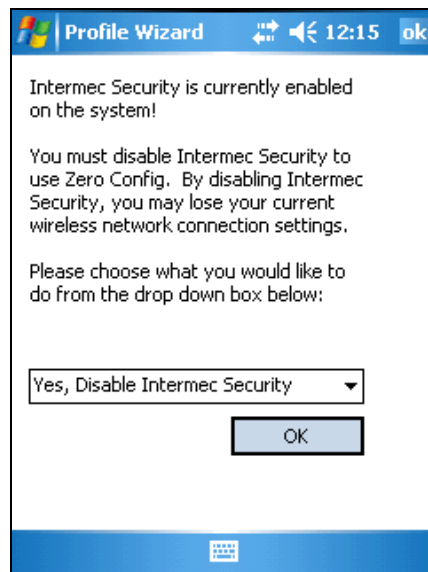 Profile Wizard 12:15 ok
Intermec Security is currently enabled
on the system!
You must disable Intermec Security to
use Zero Config. By disabling Intermec
Security, you may lose your current
wireless network connection settings.
Please choose what you would like to
do from the drop down box below:
Yes, Disable Intermec Security
OK